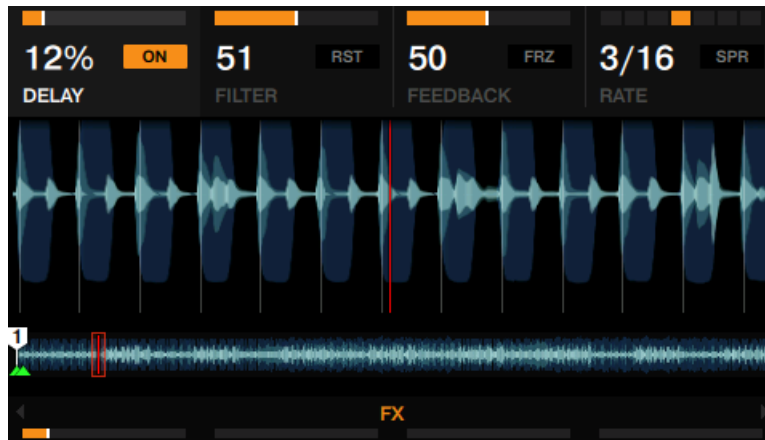 12% ON 51 RST 50 FRZ 3/16 SPR
DELAY FILTER FEEDBACK RATE
1
FX